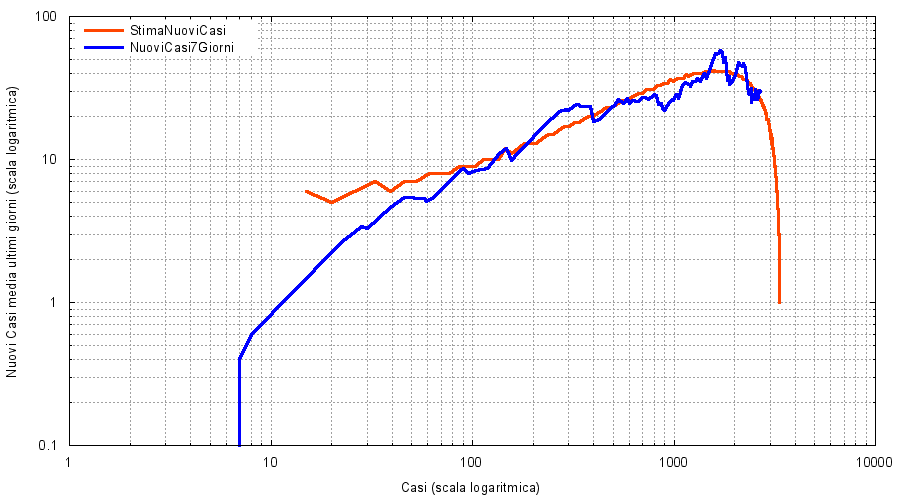 100
StimaNuoviCasi
NuoviCasi7Giorni
10
1
0.1
Nuovi Casi media ultimi giorni (scala logaritmica)
1
10
100
1000
10000
Casi (scala logaritmica)